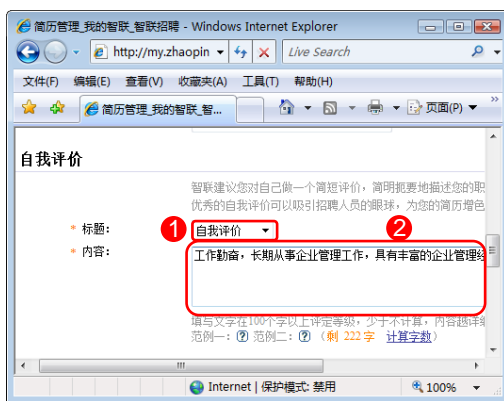 简历管理_我的智联_智联招聘 - Windows Internet Explorer
http://my.zhaopin
Live Search
文件(F) 编辑(E) 查看(V) 收藏夹(A) 工具(T) 帮助(H)
简历管理_我的智联_智... 页面(P)
自我评价
智联建议您对自己做一个简短评价，简明扼要地描述您的职
优秀的自我评价可以吸引招聘人员的眼球，为您的简历增色
* 标题： 1 自我评价 2
* 内容： 工作勤奋，长期从事企业管理工作，具有丰富的企业管理经
填写文字在100个字以上评定等级，少于不计算，内容越详细
范例一： 范例二： （剩 222 字 计算字数）
Internet | 保护模式: 禁用 100%